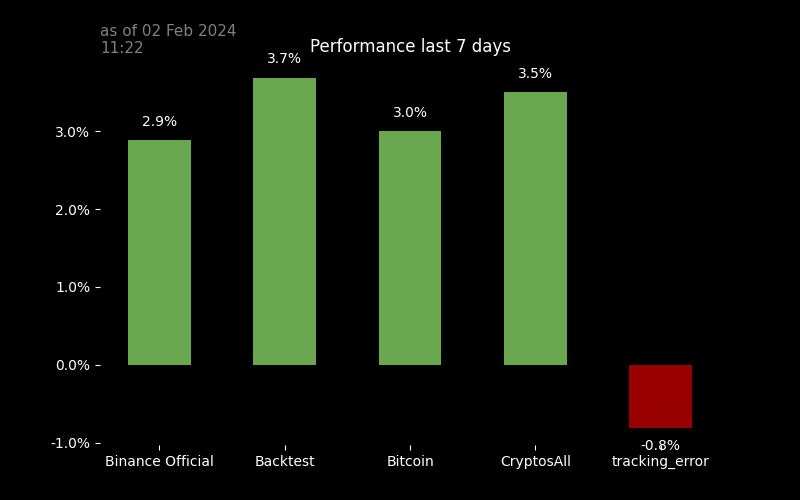 as of 02 Feb 2024
11:22
Performance last 7 days
2.9%
3.7%
3.0%
3.5%
-0.8%
3.0%
2.0%
1.0%
0.0%
-1.0%
Binance Official
Backtest
Bitcoin
CryptosAll
tracking_error